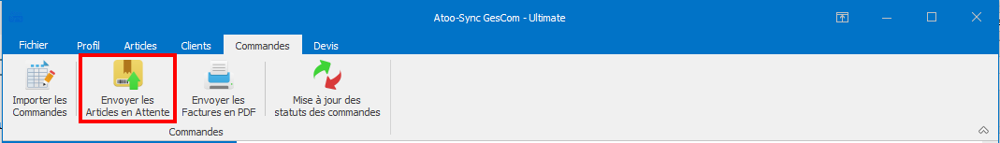 Atoo-Sync GesCom - Ultimate
Fichier Profil Articles Clients Commandes Devis
Importer les Commandes
Envoyer les Articles en Attente
Envoyer les Factures en PDF
Mise à jour des statuts des commandes
Commandes